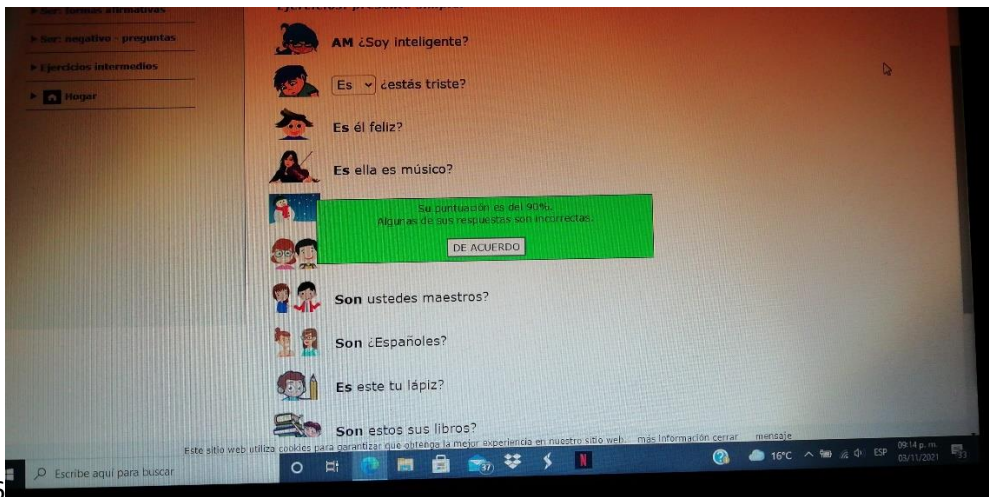 ▸ Ser: formas afirmativas
▸ Ser: negativo - preguntas
▸ Ejercicios intermedios
▸ Hogar
AM ¿Soy inteligente?
Es ¿estás triste?
Es él feliz?
Es ella es músico?
Su puntuación es del 90%.
Algunas de sus respuestas son incorrectas.
DE ACUERDO
Son ustedes maestros?
Son ¿Españoles?
Es este tu lápiz?
Son estos sus libros?
Este sitio web utiliza cookies para garantizar que obtenga la mejor experiencia en nuestro sitio web. más información cerrar mensaje
Escribe aquí para buscar
37
N
16°C
ESP
09:14 p. m.
03/11/2021